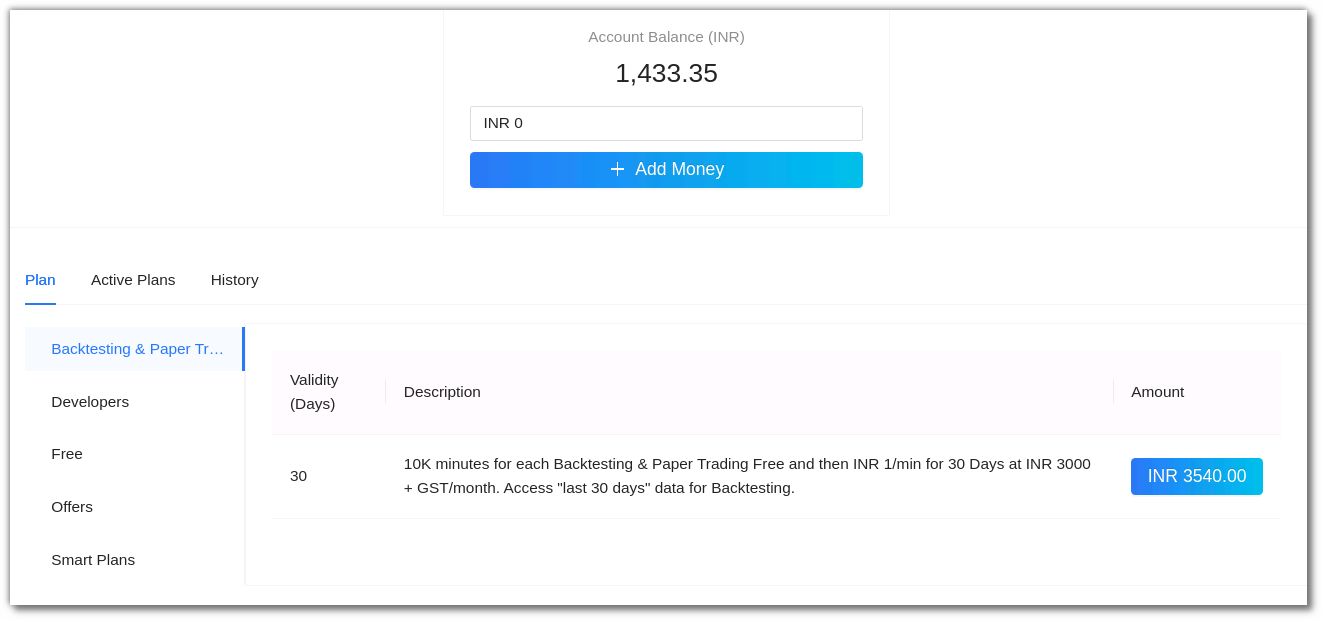 Account Balance (INR)
1,433.35
INR 0
+ Add Money
Plan
Active Plans
History
Backtesting & Paper Tr…
Developers
Free
Offers
Smart Plans
Validity
(Days)
Description
Amount
30
10K minutes for each Backtesting & Paper Trading Free and then INR 1/min for 30 Days at INR 3000
+ GST/month. Access "last 30 days" data for Backtesting.
INR 3540.00